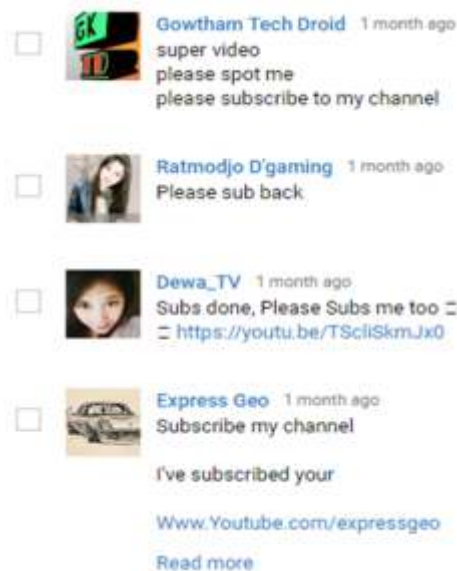 GK
Gowtham Tech Droid 1 month ago
super video
please spot me
please subscribe to my channel
Ratmodjo D'gaming 1 month ago
Please sub back
Dewa_TV 1 month ago
Subs done, Please Subs me too
https://youtu.be/TScliSkmJx0
Express Geo 1 month ago
Subscribe my channel
I've subscribed your
Www.Youtube.com/expressgeo
Read more